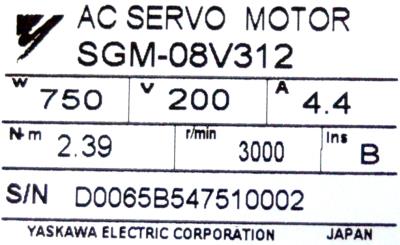 AC SERVO MOTOR
SGM-08V312
W 750 V 200 A 4.4
N·m 2.39 r/min 3000 Ins B
S/N D0065B547510002
YASKAWA ELECTRIC CORPORATION JAPAN